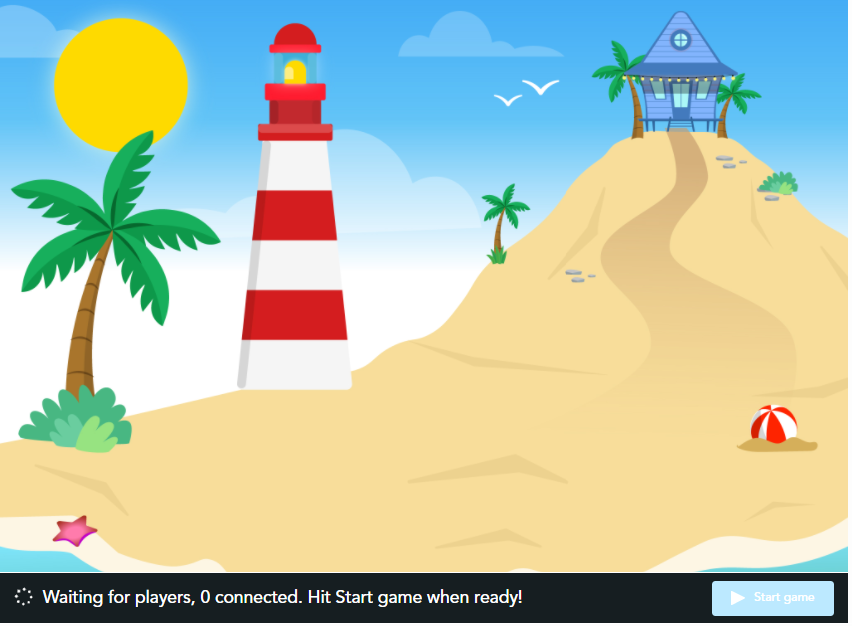 Waiting for players, 0 connected. Hit Start game when ready!
Start game